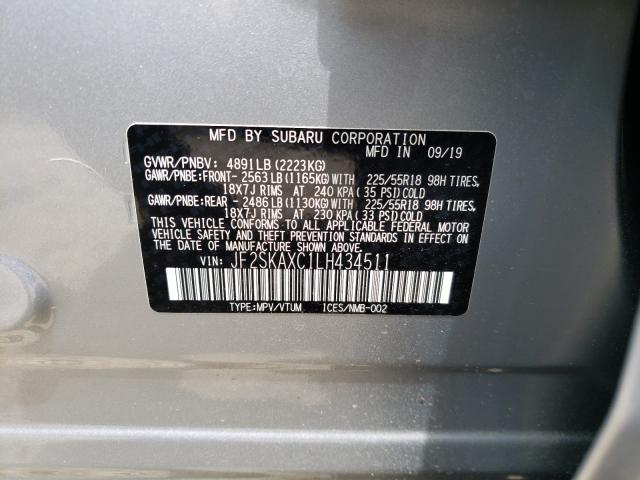 MFD BY SUBARU CORPORATION
MFD IN 09/19
GVWR/PNBV: 4891LB (2223KG)
GAWR/PNBE:FRONT- 2563LB (1165KG) WITH 225/55R18 98H TIRES,
18X7J RIMS AT 240 KPA (35 PSI) COLD
GAWR/PNBE:REAR - 2486LB (1130KG) WITH 225/55R18 98H TIRES,
18X7J RIMS AT 230 KPA (33 PSI) COLD
THIS VEHICLE CONFORMS TO ALL APPLICABLE FEDERAL MOTOR
VEHICLE SAFETY AND THEFT PREVENTION STANDARDS IN EFFECT
ON THE DATE OF MANUFACTURE SHOWN ABOVE.
VIN: JF2SKAXC1LH434511
TYPE:MPV/VTUM ICES/NMB-002